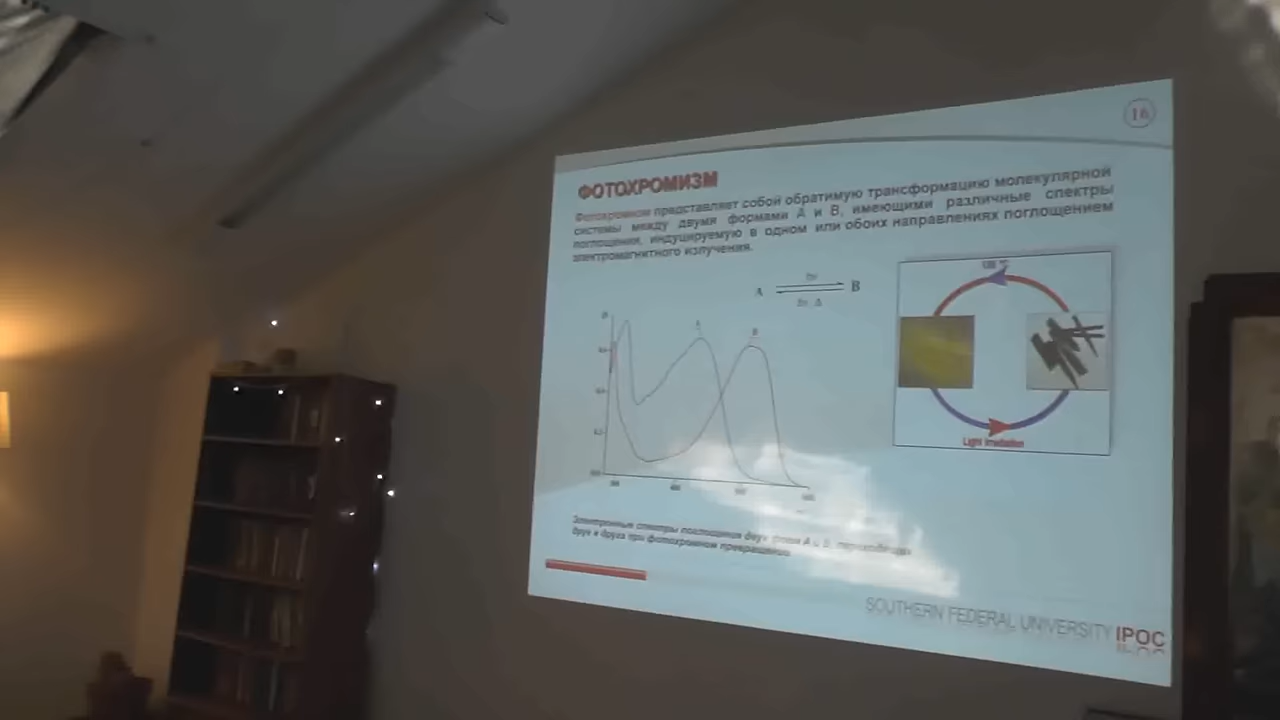 16
ФОТОХРОМИЗМ
Фотохромизм представляет собой обратимую трансформацию молекулярной
системы между двумя формами А и В, имеющими различные спектры
поглощения, индуцируемую в одном или обоих направлениях поглощением
электромагнитного излучения.
A B
Light Irradiation
Электронные спектры поглощения двух форм А и В, переходящих
друг в друга при фотохромном превращении
SOUTHERN FEDERAL UNIVERSITY IPOC